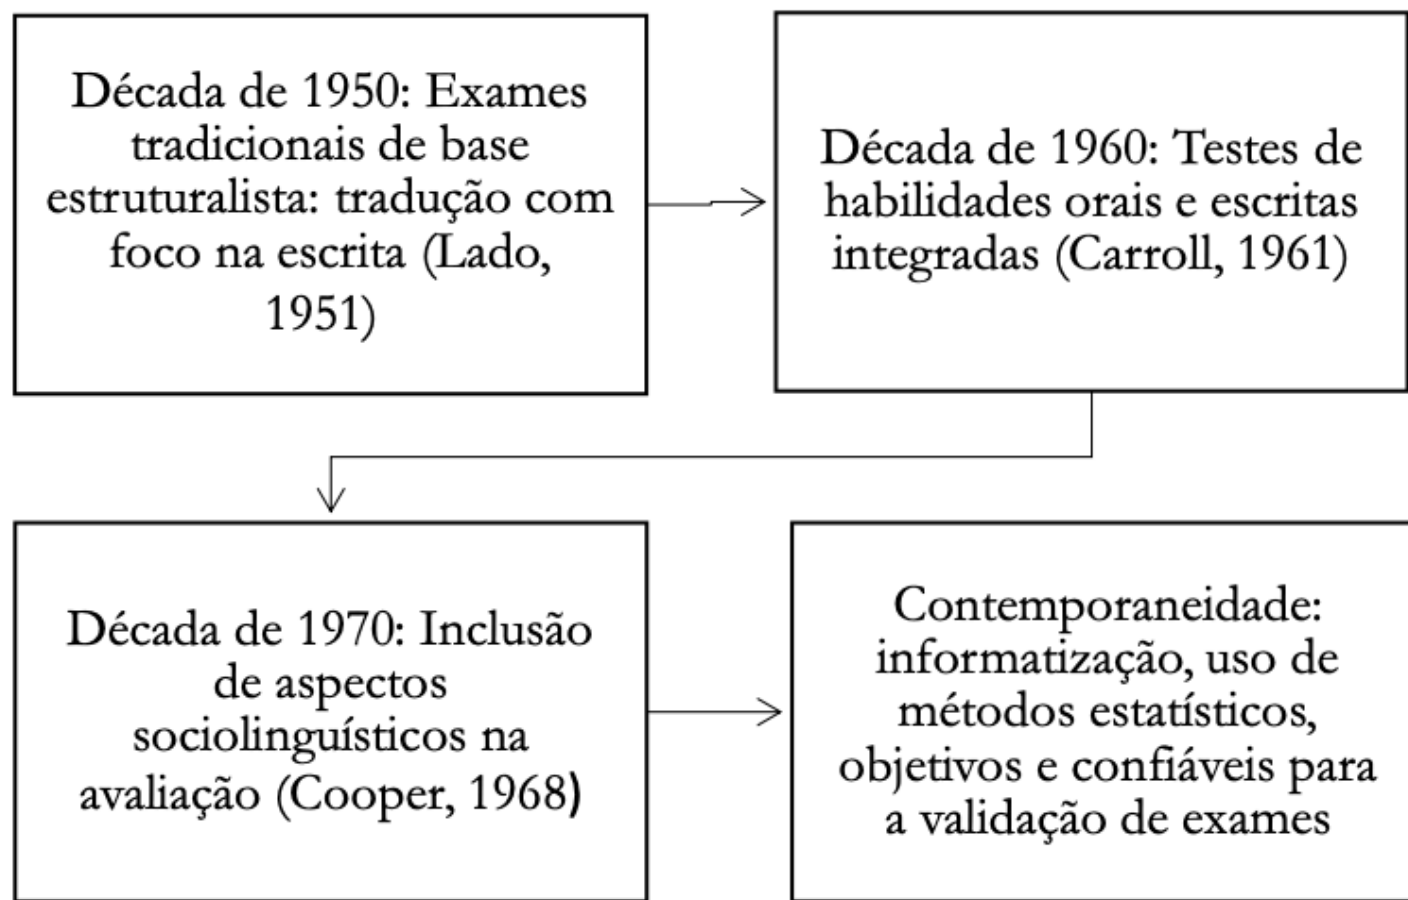 Década de 1950: Exames
tradicionais de base
estruturalista: tradução com
foco na escrita (Lado,
1951)
Década de 1960: Testes de
habilidades orais e escritas
integradas (Carroll, 1961)
Década de 1970: Inclusão
de aspectos
sociolinguísticos na
avaliação (Cooper, 1968)
Contemporaneidade:
informatização, uso de
métodos estatísticos,
objetivos e confiáveis para
a validação de exames